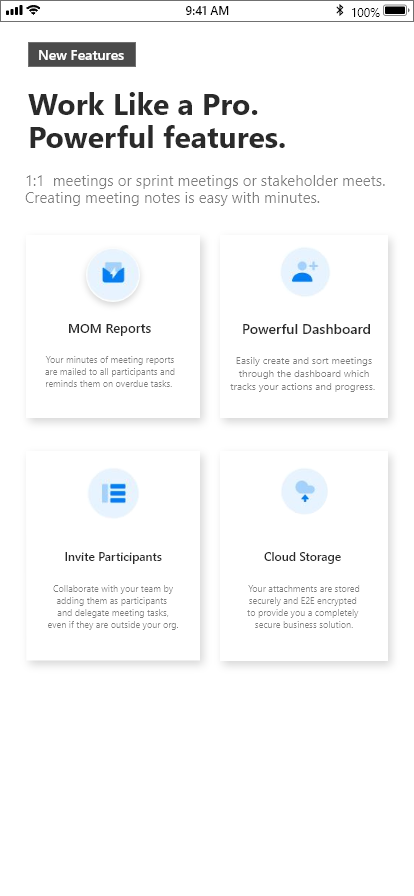 9:41 AM
100%
New Features
Work Like a Pro.
Powerful features.
1:1 meetings or sprint meetings or stakeholder meets.
Creating meeting notes is easy with minutes.
MOM Reports
Your minutes of meeting reports
are mailed to all participants and
reminds them on overdue tasks.
Powerful Dashboard
Easily create and sort meetings
through the dashboard which
tracks your actions and progress.
Invite Participants
Collaborate with your team by
adding them as participants
and delegate meeting tasks,
even if they are outside your org.
Cloud Storage
Your attachments are stored
securely and E2E encrypted
to provide you a completely
secure business solution.